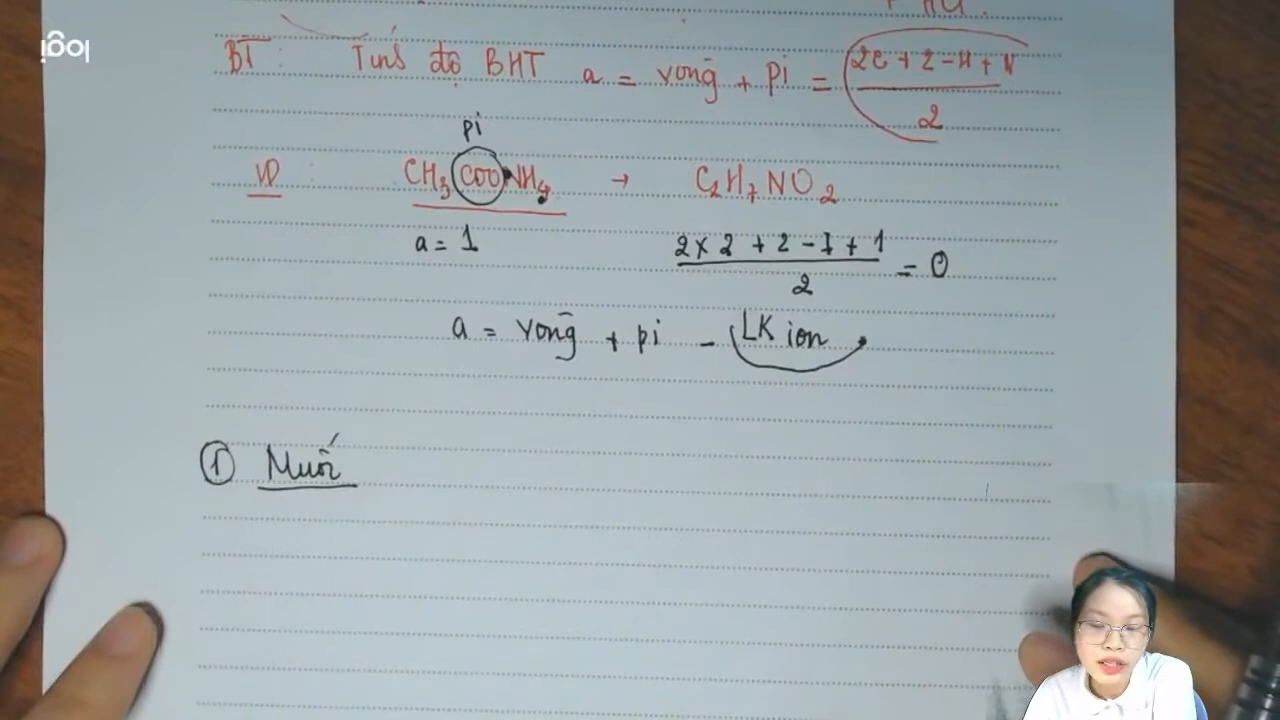 + HCl.
logi
BT : Tính độ BHT a = vòng + pi = (2C + 2 - H + N) / 2
pi
VD : CH3COONH4 → C2H7NO2
a = 1 (2 x 2 + 2 - 7 + 1) / 2 = 0
a = vòng + pi - LK ion
① Muối